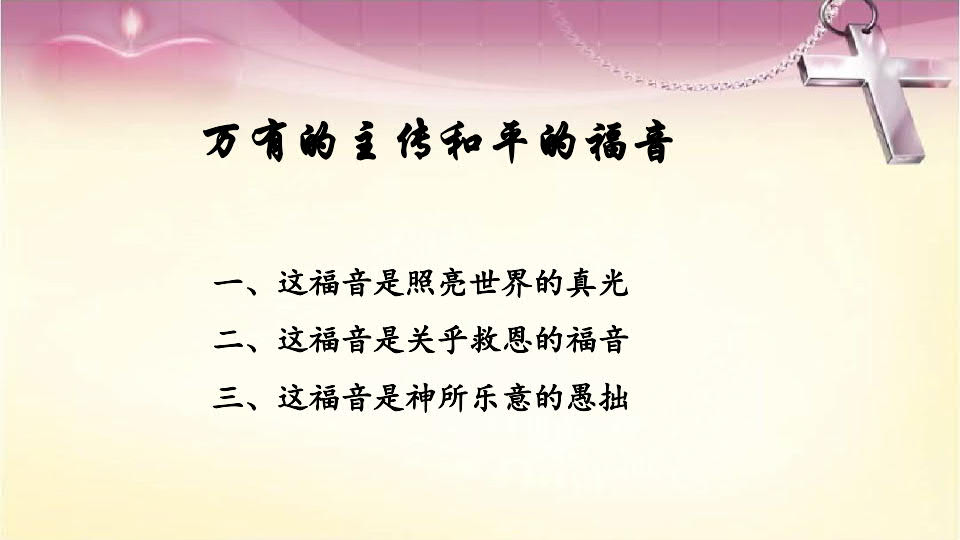 万有的主传和平的福音
一、这福音是照亮世界的真光
二、这福音是关乎救恩的福音
三、这福音是神所乐意的愚拙